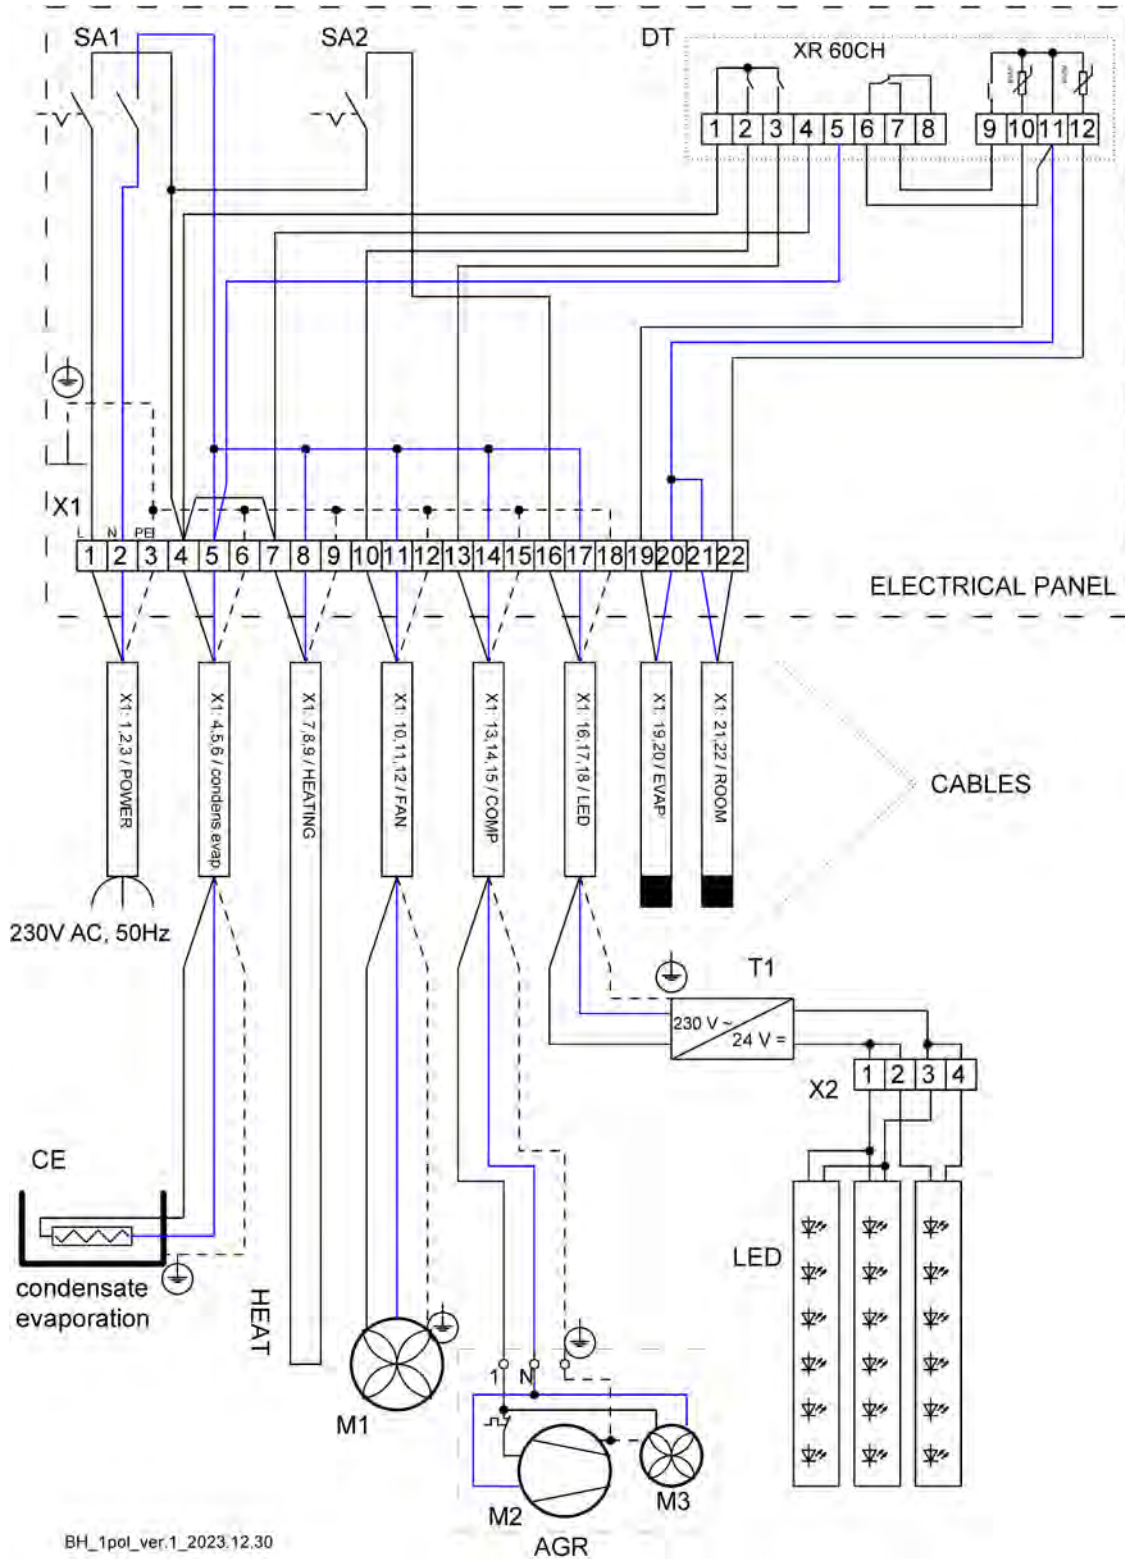 SA1
SA2
DT
XR 60CH
1 2 3 4 5 6 7 8
9 10 11 12
X1
L N PE
1 2 3 4 5 6 7 8 9 10 11 12 13 14 15 16 17 18 19 20 21 22
ELECTRICAL PANEL
X1: 1,2,3 / POWER
X1: 4,5,6 / condens.evap
X1: 7,8,9 / HEATING
X1: 10,11,12 / FAN
X1: 13,14,15 / COMP
X1: 16,17,18 / LED
X1: 19,20 / EVAP
X1: 21,22 / ROOM
CABLES
230V AC, 50Hz
T1
230 V ~
24 V =
X2
1 2 3 4
CE
condensate
evaporation
HEAT
LED
1 N
M1
M2
M3
AGR
BH_1pol_ver.1_2023.12.30